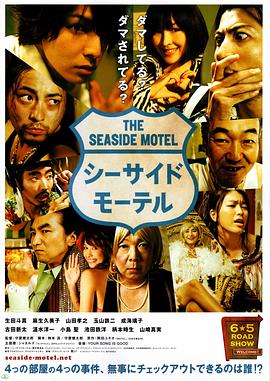 ダマしてる?
ダマされてる?
THE
SEASIDE MOTEL
シーサイド
モーテル
生田斗真 麻生久美子 山田孝之 玉山鉄二 成海璃子
古田新太 温水洋一 小島聖 池田鉄洋 柄本時生 山崎真実
6★5
ROAD
SHOW
WELCOME!
seaside-motel.net
4つの部屋の4つの事件、無事にチェックアウトできるのは誰!?